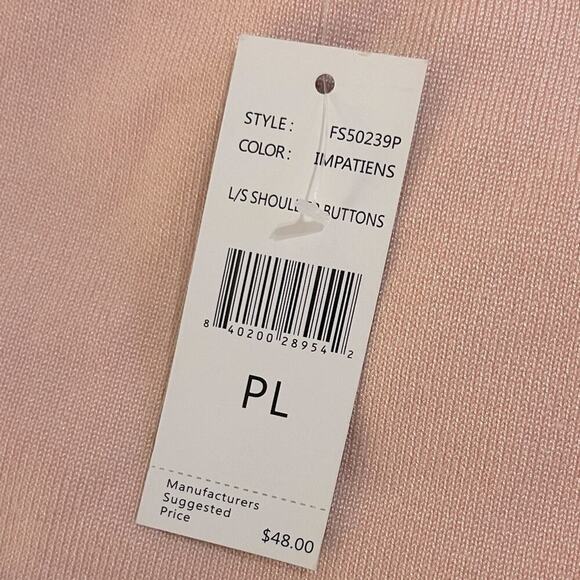 STYLE: FS50239P
COLOR: IMPATIENS
L/S BUTTONS
8 40200 28954 2
PL
Manufacturers
Suggested
Price
$48.00